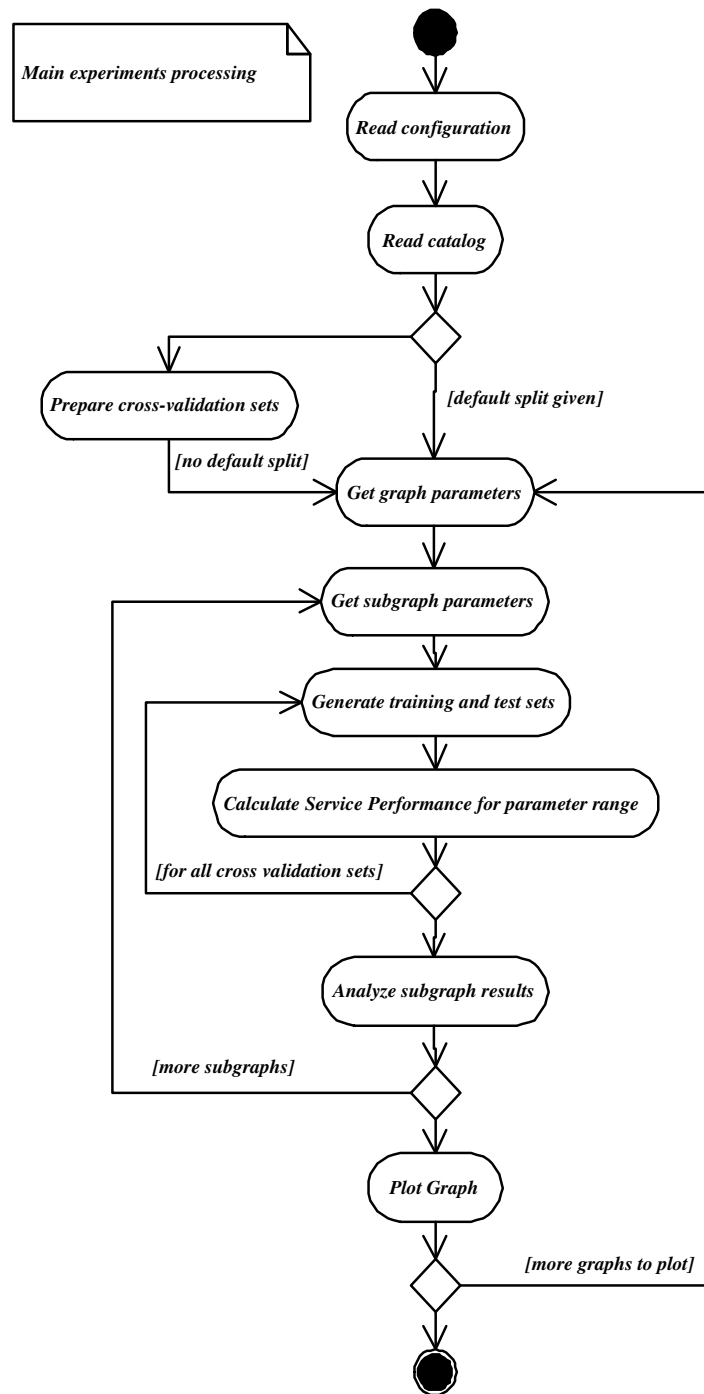 Main experiments processing
Read configuration
Read catalog
Prepare cross-validation sets
[default split given]
[no default split]
Get graph parameters
Get subgraph parameters
Generate training and test sets
Calculate Service Performance for parameter range
[for all cross validation sets]
Analyze subgraph results
[more subgraphs]
Plot Graph
[more graphs to plot]